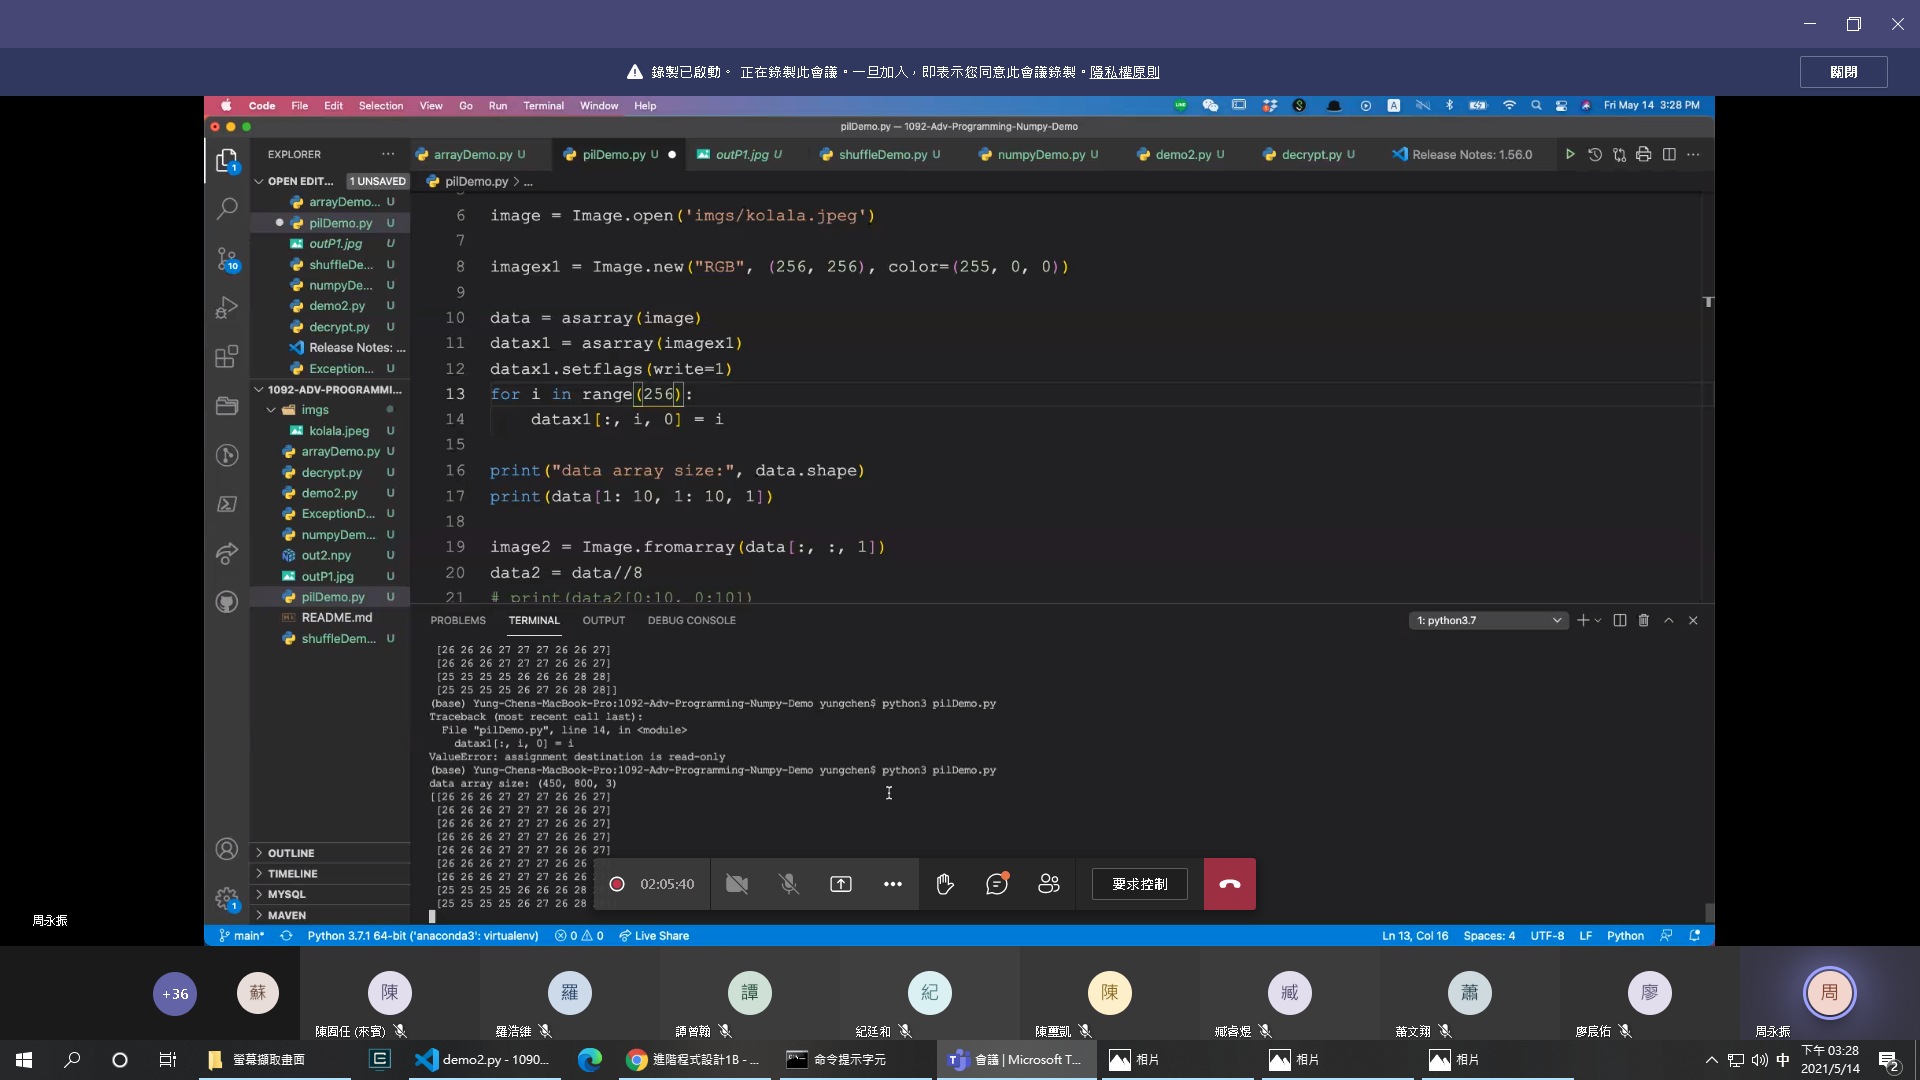 錄製已啟動。 正在錄製此會議。一旦加入，即表示您同意此會議錄製。隱私權原則
關閉
Code File Edit Selection View Go Run Terminal Window Help
Fri May 14 3:28 PM
pilDemo.py — 1092-Adv-Programming-Numpy-Demo
EXPLORER
arrayDemo.py U
pilDemo.py U
outP1.jpg U
shuffleDemo.py U
numpyDemo.py U
demo2.py U
decrypt.py U
Release Notes: 1.56.0
OPEN EDIT... 1 UNSAVED
arrayDemo... U
pilDemo.py U
outP1.jpg U
shuffleDe... U
numpyDe... U
demo2.py U
decrypt.py U
Release Notes: ...
Exception... U
1092-ADV-PROGRAMMI...
imgs
kolala.jpeg U
arrayDemo.py U
decrypt.py U
demo2.py U
ExceptionD... U
numpyDem... U
out2.npy U
outP1.jpg U
pilDemo.py U
README.md
shuffleDem... U
OUTLINE
TIMELINE
MYSQL
MAVEN
pilDemo.py > ...
6 image = Image.open('imgs/kolala.jpeg')
7
8 imagex1 = Image.new("RGB", (256, 256), color=(255, 0, 0))
9
10 data = asarray(image)
11 datax1 = asarray(imagex1)
12 datax1.setflags(write=1)
13 for i in range(256):
14 datax1[:, i, 0] = i
15
16 print("data array size:", data.shape)
17 print(data[1: 10, 1: 10, 1])
18
19 image2 = Image.fromarray(data[:, :, 1])
20 data2 = data//8
21 # print(data2[0:10, 0:10])
PROBLEMS TERMINAL OUTPUT DEBUG CONSOLE
1: python3.7
[26 26 26 27 27 27 26 26 27]
[26 26 26 27 27 27 26 26 27]
[25 25 25 25 26 26 26 28 28]
[25 25 25 25 26 27 26 28 28]]
(base) Yung-Chens-MacBook-Pro:1092-Adv-Programming-Numpy-Demo yungchen$ python3 pilDemo.py
Traceback (most recent call last):
File "pilDemo.py", line 14, in <module>
datax1[:, i, 0] = i
ValueError: assignment destination is read-only
(base) Yung-Chens-MacBook-Pro:1092-Adv-Programming-Numpy-Demo yungchen$ python3 pilDemo.py
data array size: (450, 800, 3)
[[26 26 26 27 27 27 26 26 27]
[26 26 26 27 27 27 26 26 27]
[26 26 26 27 27 27 26 26 27]
[26 26 26 27 27 27 26 26 27]
[26 26 26 27 27 27 26 26 27]
[26 26 26 27 27 27 26 26
[26 26 26 27 27 27 26 26
[25 25 25 25 26 26 26 28
[25 25 25 25 26 27 26 28
02:05:40
要求控制
周永振
main* Python 3.7.1 64-bit ('anaconda3': virtualenv) 0 0 Live Share
Ln 13, Col 16 Spaces: 4 UTF-8 LF Python
+36 蘇 陳 羅 譚 紀 陳 臧 蕭 廖 周
羅浩維
譚曾翰
紀廷和
臧睿煜
蕭文翔
廖宸佑
周永振
螢幕擷取畫面
demo2.py - 1090...
進階程式設計1B - ...
命令提示字元
會議 | Microsoft T...
相片
相片
相片
中
下午 03:28
2021/5/14
2